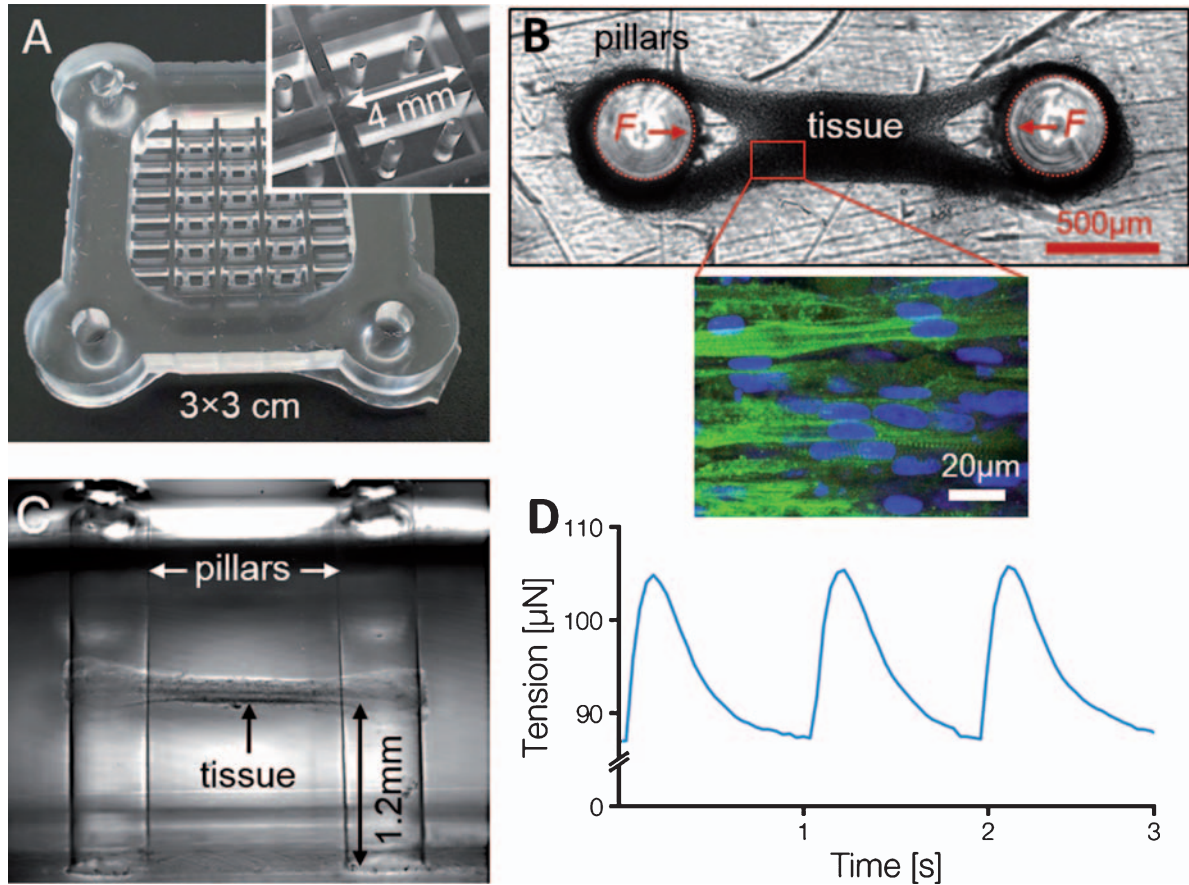 A
4 mm
3×3 cm
B
pillars
F
tissue
F
500µm
20µm
C
pillars
tissue
1.2mm
D
110
100
90
0
Tension [µN]
1
2
3
Time [s]